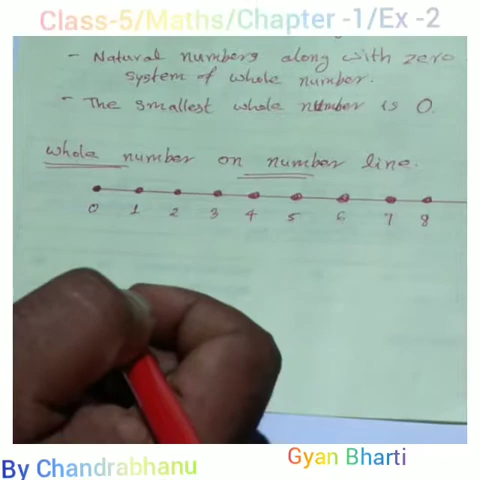 Class-5/Maths/Chapter -1/Ex -2
- Natural numbers along with zero
system of whole number.
- The smallest whole number is 0.
whole number on number line.
0 1 2 3 4 5 6 7 8
By Chandrabhanu
Gyan Bharti